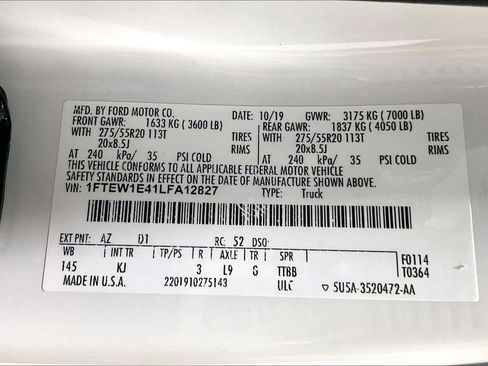 MFD. BY FORD MOTOR CO. 10/19 GVWR: 3175 KG ( 7000 LB)
FRONT GAWR: 1633 KG ( 3600 LB) REAR GAWR: 1837 KG ( 4050 LB)
WITH 275/55R20 113T TIRES WITH 275/55R20 113T TIRES
20x8.5J RIMS 20x8.5J RIMS
AT 240 kPa/ 35 PSI COLD AT 240 kPa/ 35 PSI COLD
THIS VEHICLE CONFORMS TO ALL APPLICABLE FEDERAL MOTOR VEHICLE
SAFETY STANDARDS IN EFFECT ON THE DATE OF MANUFACTURE SHOWN ABOVE.
VIN: 1FTEW1E41LFA12827 TYPE: Truck
EXT PNT: AZ D1 RC: 52 DSO:
WB INT TR TP/PS R AXLE TR SPR F0114
145 KJ 3 L9 G TTBB T0364
MADE IN U.S.A. 2201910275143 ULC ▽ 5U5A-3520472-AA